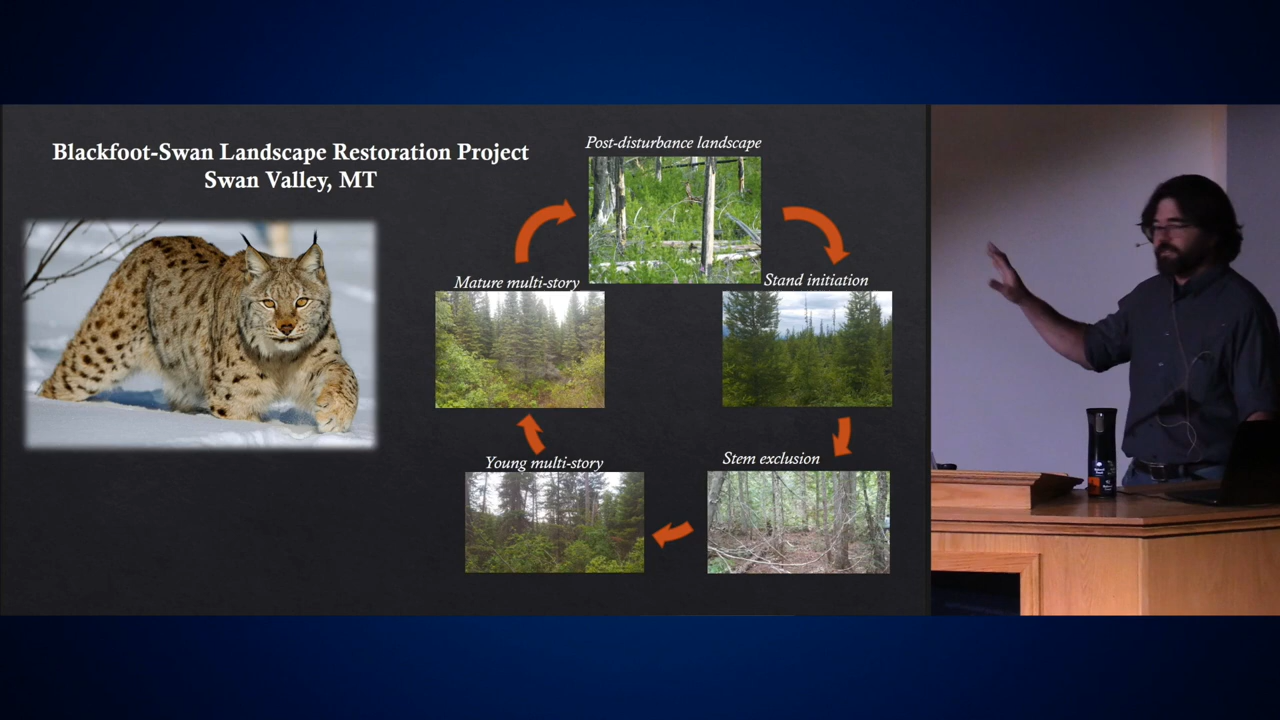 Blackfoot-Swan Landscape Restoration Project
Swan Valley, MT
Post-disturbance landscape
Mature multi-story
Stand initiation
Young multi-story
Stem exclusion